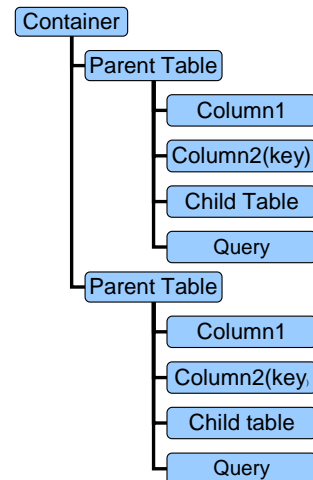 Container
Parent Table
Column1
Column2(key)
Child Table
Query
Parent Table
Column1
Column2(key)
Child table
Query